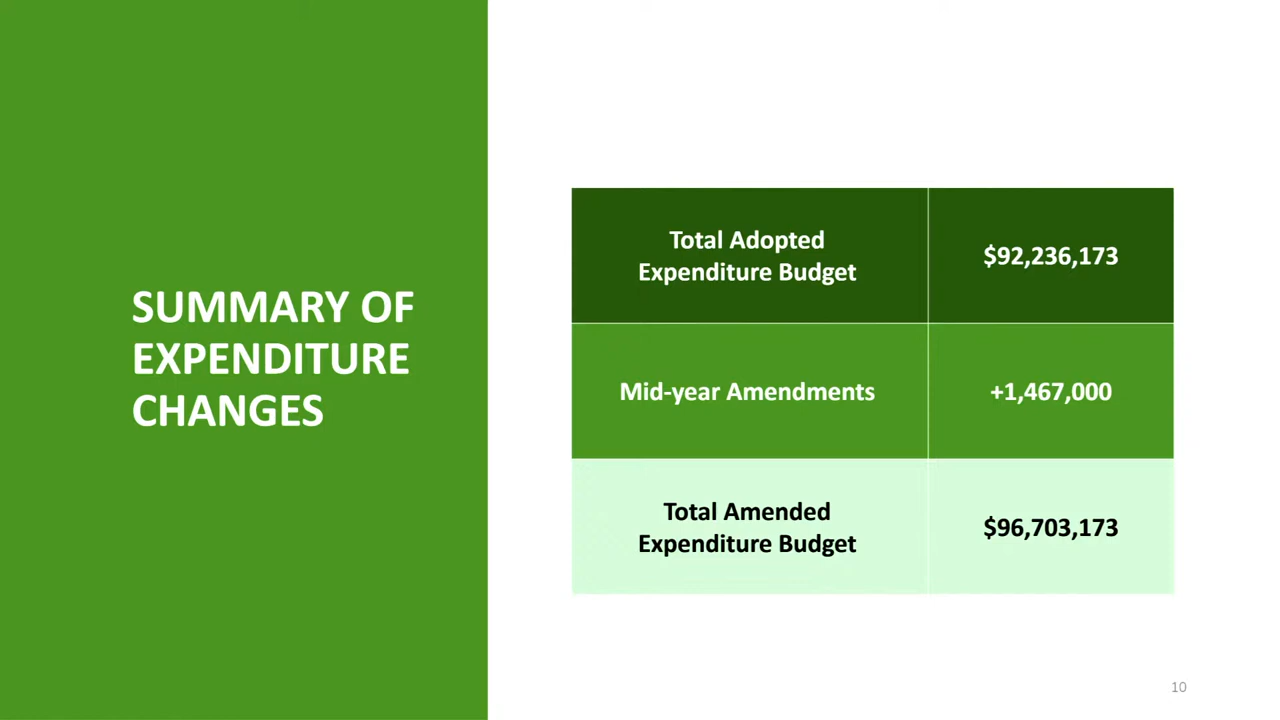 SUMMARY OF
EXPENDITURE
CHANGES
Total Adopted
Expenditure Budget
$92,236,173
Mid-year Amendments
+1,467,000
Total Amended
Expenditure Budget
$96,703,173
10